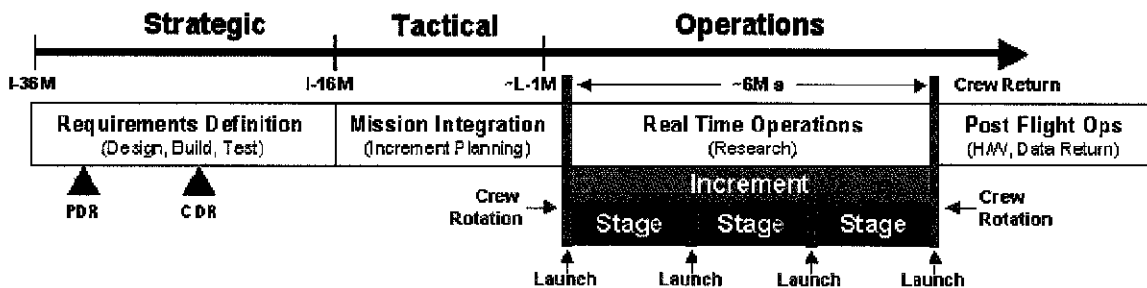 Strategic Tactical Operations
I-36M I-16M ~L-1M ~6M s Crew Return
Requirements Definition
(Design, Build, Test)
Mission Integration
(Increment Planning)
Real Time Operations
(Research)
Post Flight Ops
(H/W, Data Return)
PDR CDR
Crew
Rotation
Increment
Stage Stage Stage
Crew
Rotation
Launch Launch Launch Launch